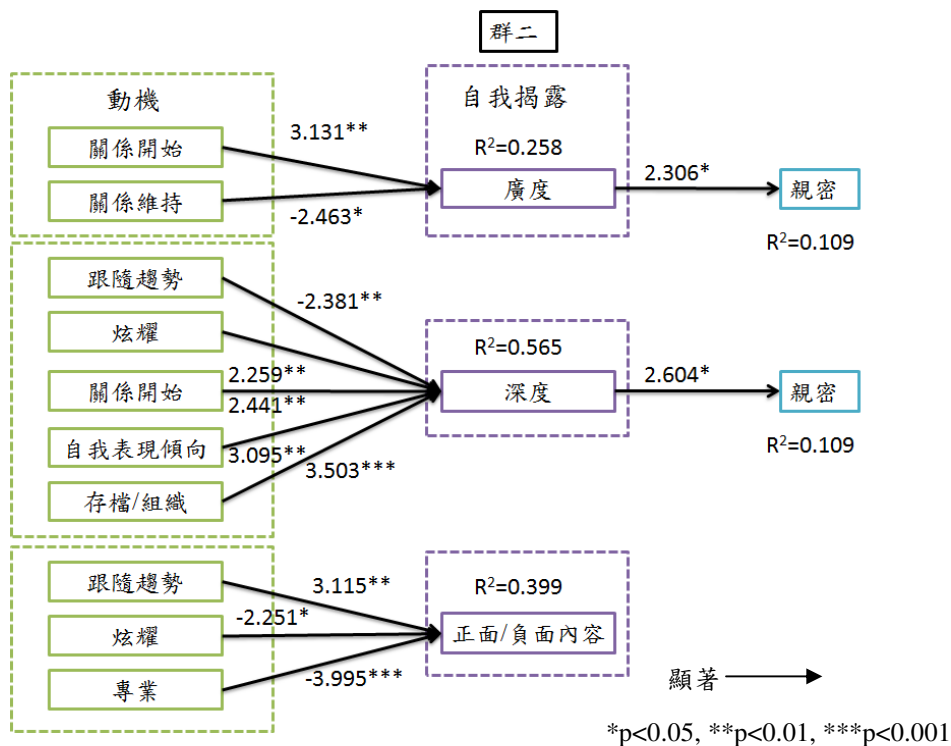 群二
動機
自我揭露
關係開始
3.131**
R²=0.258
廣度
2.306*
親密
關係維持
-2.463*
R²=0.109
跟隨趨勢
-2.381**
炫耀
R²=0.565
關係開始
2.259**
2.441**
深度
2.604*
親密
自我表現傾向
3.095**
3.503***
R²=0.109
存檔/組織
跟隨趨勢
3.115**
R²=0.399
炫耀
-2.251*
正面/負面內容
專業
-3.995***
顯著
*p<0.05, **p<0.01, ***p<0.001